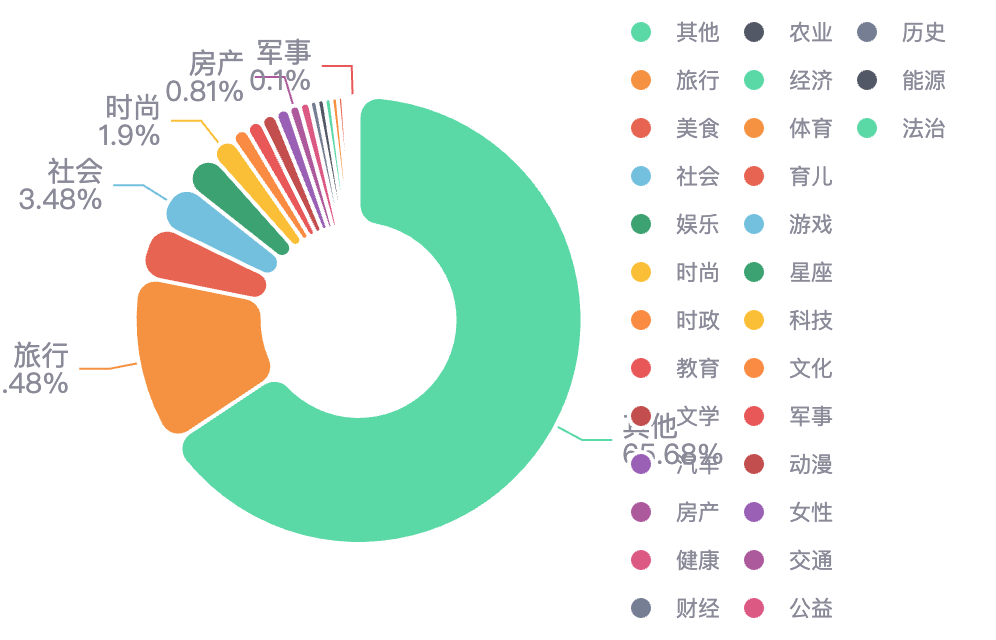 军事
0.1%
房产
0.81%
时尚
1.9%
社会
3.48%
旅行
.48%
其他
65.68%
其他
旅行
美食
社会
娱乐
时尚
时政
教育
文学
汽车
房产
健康
财经
农业
经济
体育
育儿
游戏
星座
科技
文化
军事
动漫
女性
交通
公益
历史
能源
法治